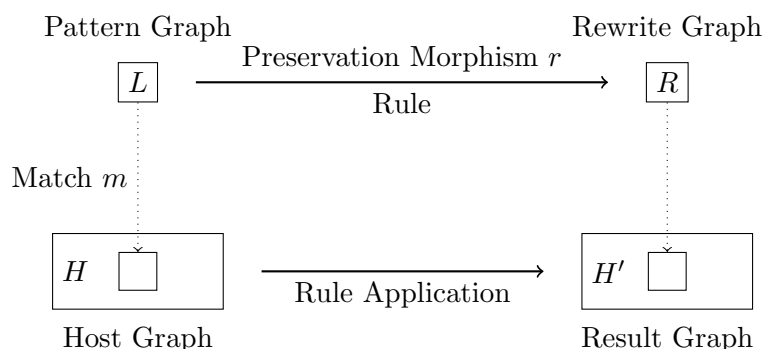 Pattern Graph
Rewrite Graph
Preservation Morphism r
L
R
Rule
Match m
H
H′
Rule Application
Host Graph
Result Graph